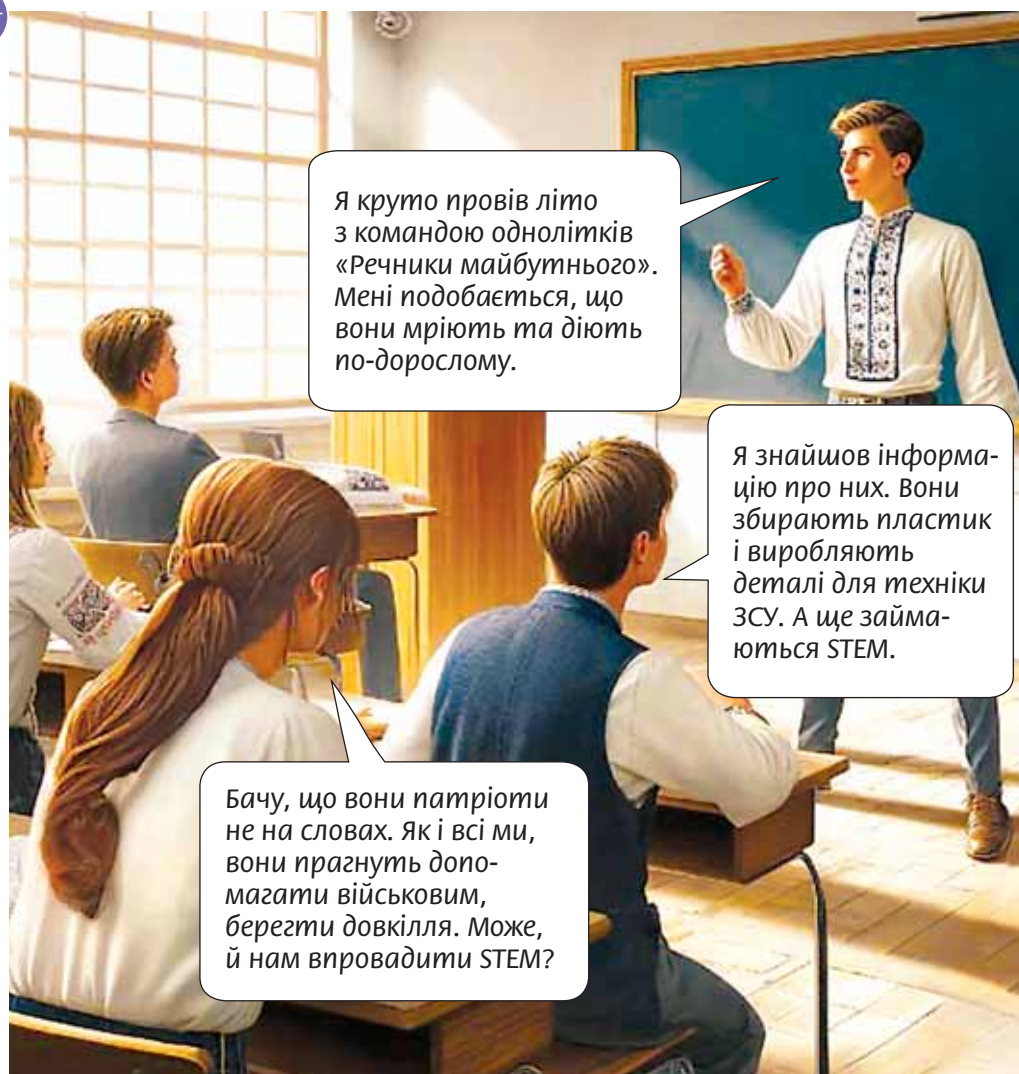 Я круто провів літо
з командою однолітків
«Речники майбутнього».
Мені подобається, що
вони мріють та діють
по-дорослому.
Я знайшов інформа-
цію про них. Вони
збирають пластик
і виробляють
деталі для техніки
ЗСУ. А ще займа-
ються STEM.
Бачу, що вони патріоти
не на словах. Як і всі ми,
вони прагнуть допо-
магати військовим,
берегти довкілля. Може,
й нам впровадити STEM?